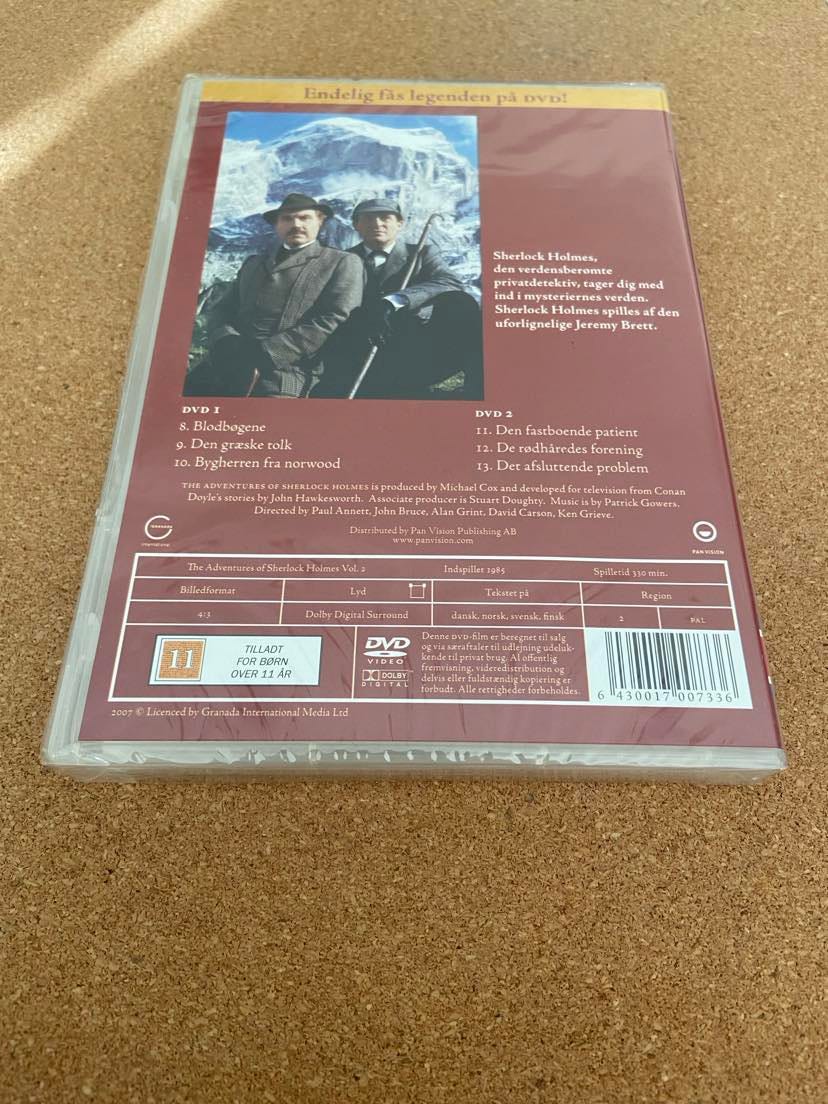 Endelig fås legenden på DVD!
Sherlock Holmes,
den verdensberømte
privatdetektiv, tager dig med
ind i mysteriernes verden.
Sherlock Holmes spilles af den
uforlignelige Jeremy Brett.
DVD 1
8. Blodbøgene
9. Den græske tolk
10. Bygherren fra norwood
DVD 2
11. Den fastboende patient
12. De rødhåredes forening
13. Det afsluttende problem
THE ADVENTURES OF SHERLOCK HOLMES is produced by Michael Cox and developed for television from Conan
Doyle's stories by John Hawkesworth. Associate producer is Stuart Doughty. Music is by Patrick Gowers.
Directed by Paul Annett, John Bruce, Alan Grint, David Carson, Ken Grieve.
Distributed by Pan Vision Publishing AB
www.panvision.com
GRANADA
International
PAN VISION
The Adventures of Sherlock Holmes Vol. 2 Indspillet 1985 Spilletid 330 min.
Billedformat Lyd Tekstet på Region
4:3 Dolby Digital Surround dansk, norsk, svensk, finsk 2 PAL
11
TILLADT
FOR BØRN
OVER 11 ÅR
DVD
VIDEO
DOLBY
DIGITAL
Denne DVD-film er beregnet til salg
og via særaftaler til udlejning udeluk-
kende til privat brug. Al offentlig
fremvisning, videredistribution og
delvis eller fuldstændig kopiering er
forbudt. Alle rettigheder forbeholdes.
6 430017 007336
2007 © Licenced by Granada International Media Ltd